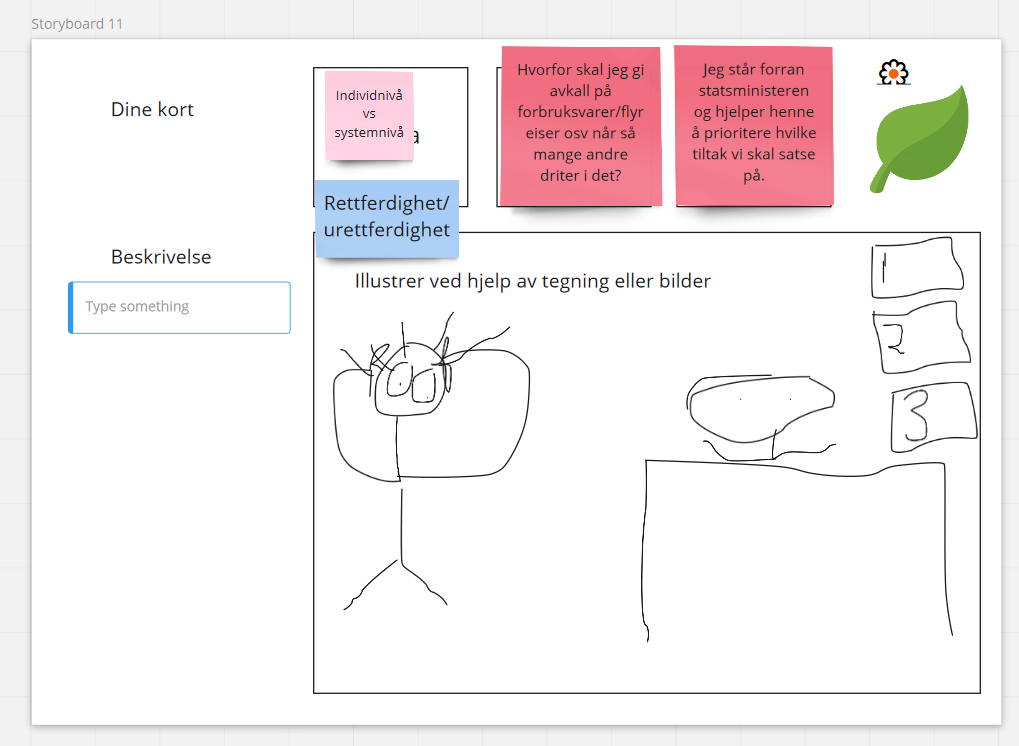 Storyboard 11
Dine kort
Individnivå
vs
systemnivå
a
Rettferdighet/
urettferdighet
Hvorfor skal jeg gi
avkall på
forbruksvarer/flyr
eiser osv når så
mange andre
driter i det?
Jeg står forran
statsministeren
og hjelper henne
å prioritere hvilke
tiltak vi skal satse
på.
Beskrivelse
Type something
Illustrer ved hjelp av tegning eller bilder
1
2
3